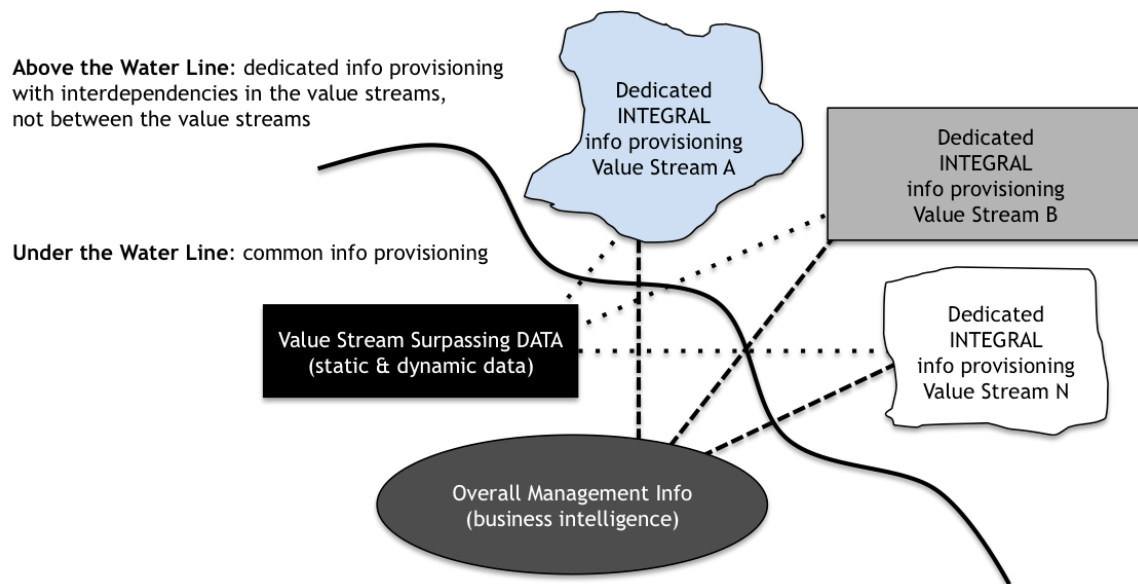 Above the Water Line: dedicated info provisioning
with interdependencies in the value streams,
not between the value streams
Dedicated
INTEGRAL
info provisioning
Value Stream A
Dedicated
INTEGRAL
info provisioning
Value Stream B
Under the Water Line: common info provisioning
Value Stream Surpassing DATA
(static & dynamic data)
Dedicated
INTEGRAL
info provisioning
Value Stream N
Overall Management Info
(business intelligence)